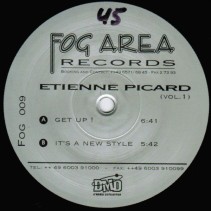 45
FOG AREA
RECORDS
ETIENNE PICARD
(VOL.1)
A GET UP ! 6:41
B IT'S A NEW STYLE 5:42
FOG 009
DMD